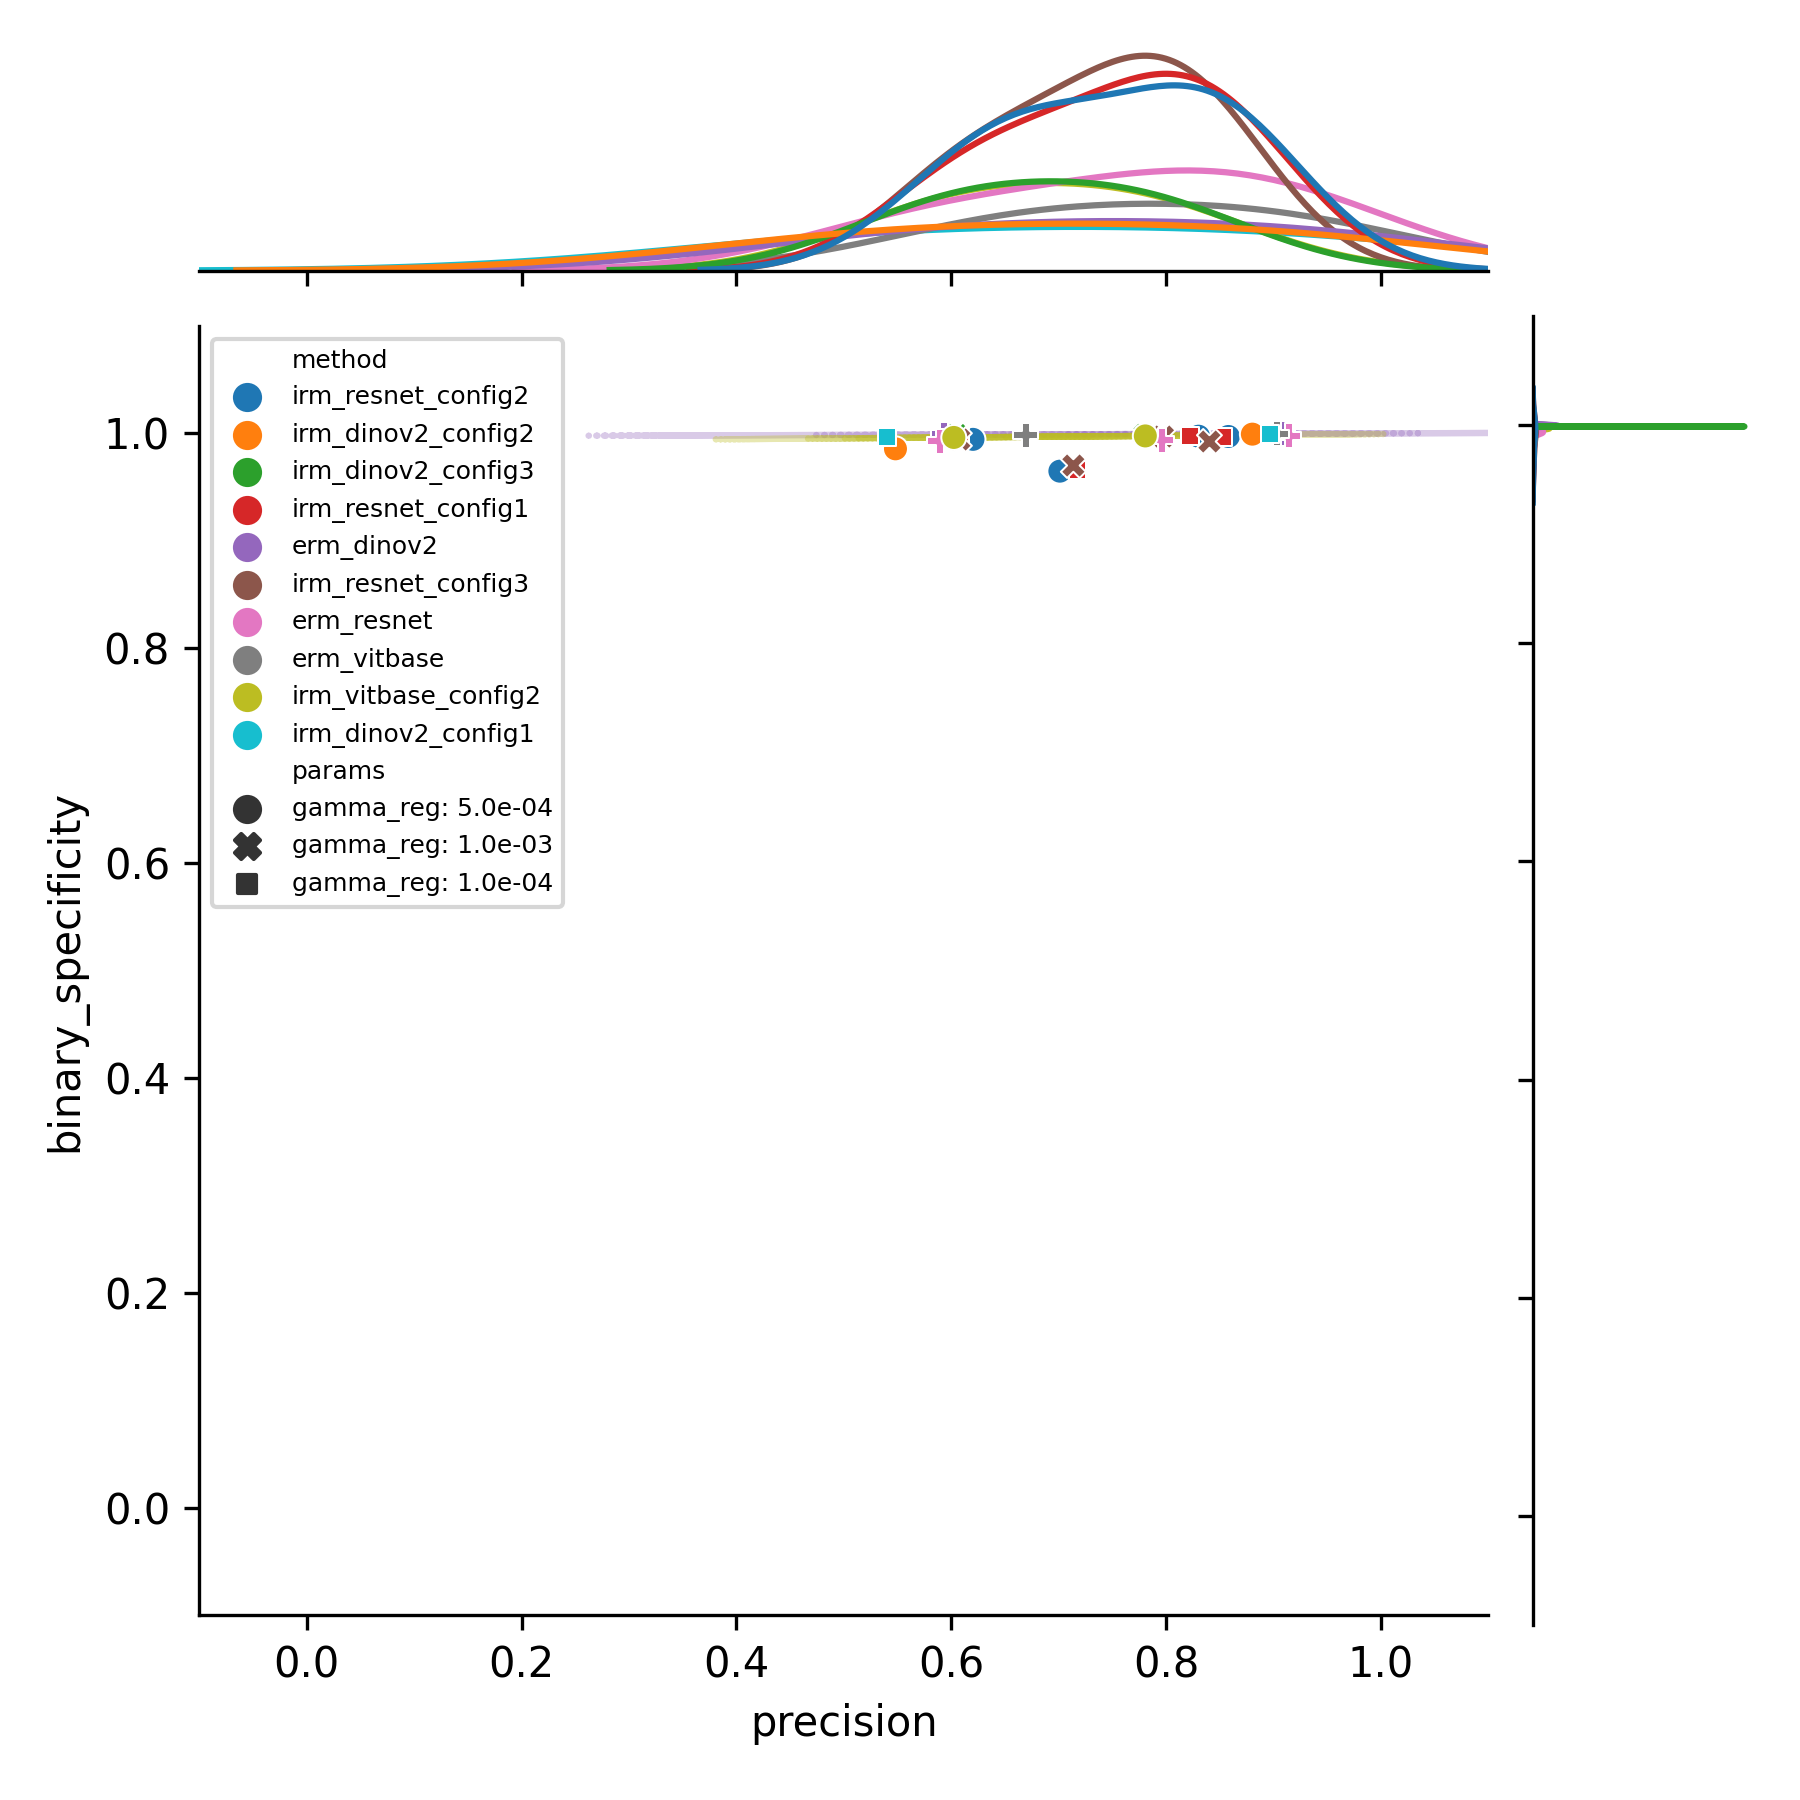 method
irm_resnet_config2
irm_dinov2_config2
irm_dinov2_config3
irm_resnet_config1
erm_dinov2
irm_resnet_config3
erm_resnet
erm_vitbase
irm_vitbase_config2
irm_dinov2_config1
params
gamma_reg: 5.0e-04
gamma_reg: 1.0e-03
gamma_reg: 1.0e-04
1.0
0.8
0.6
0.4
0.2
0.0
binary_specificity
0.0 0.2 0.4 0.6 0.8 1.0
precision